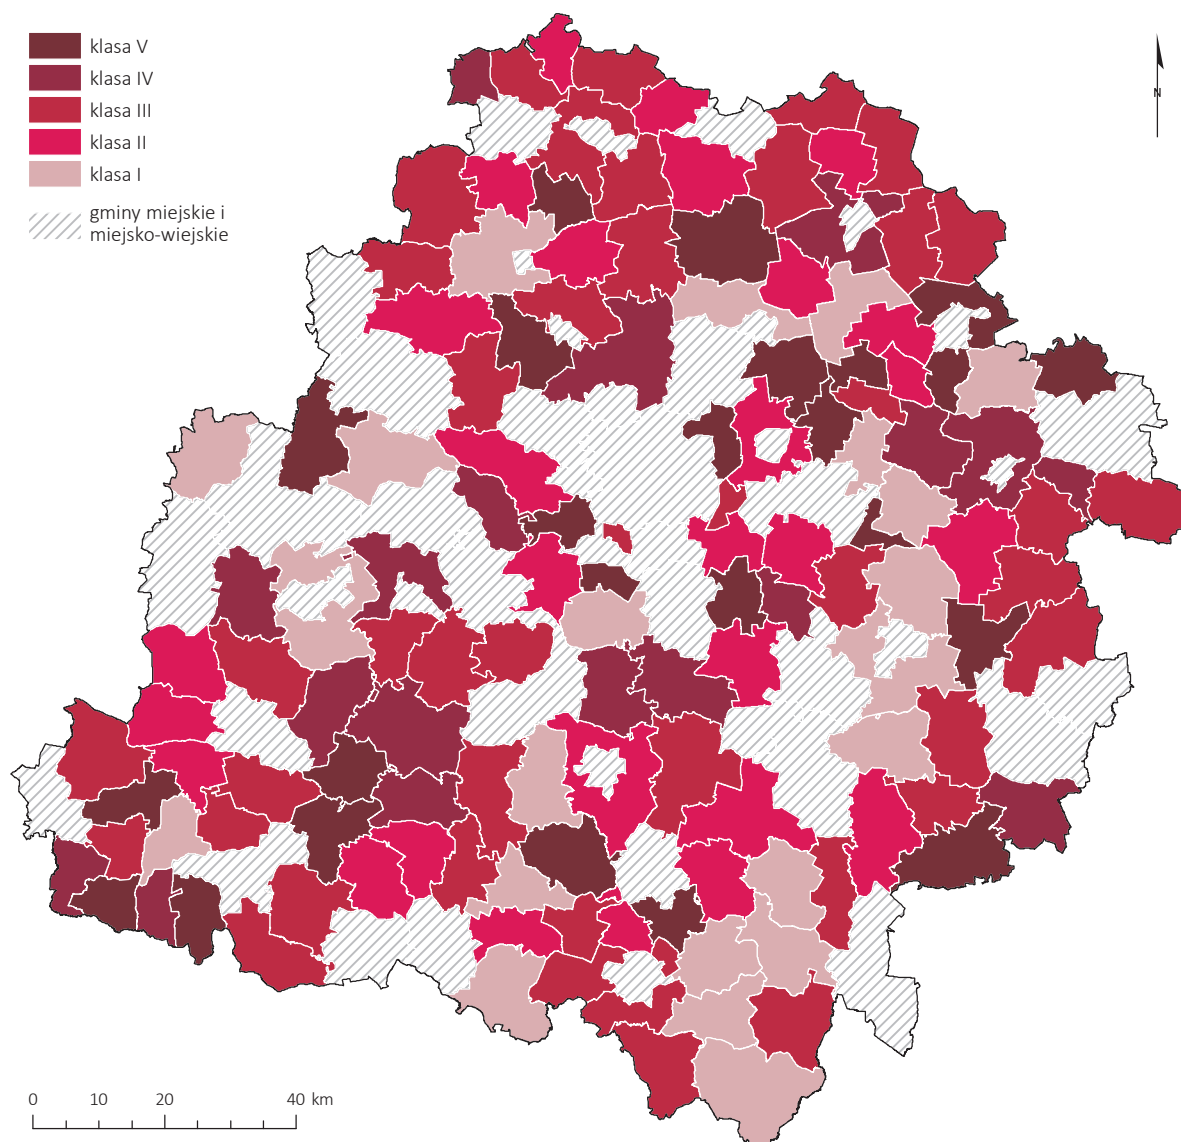 klasa V
klasa IV
klasa III
klasa II
klasa I
gminy miejskie i
miejsko-wiejskie
N
0 10 20 40 km